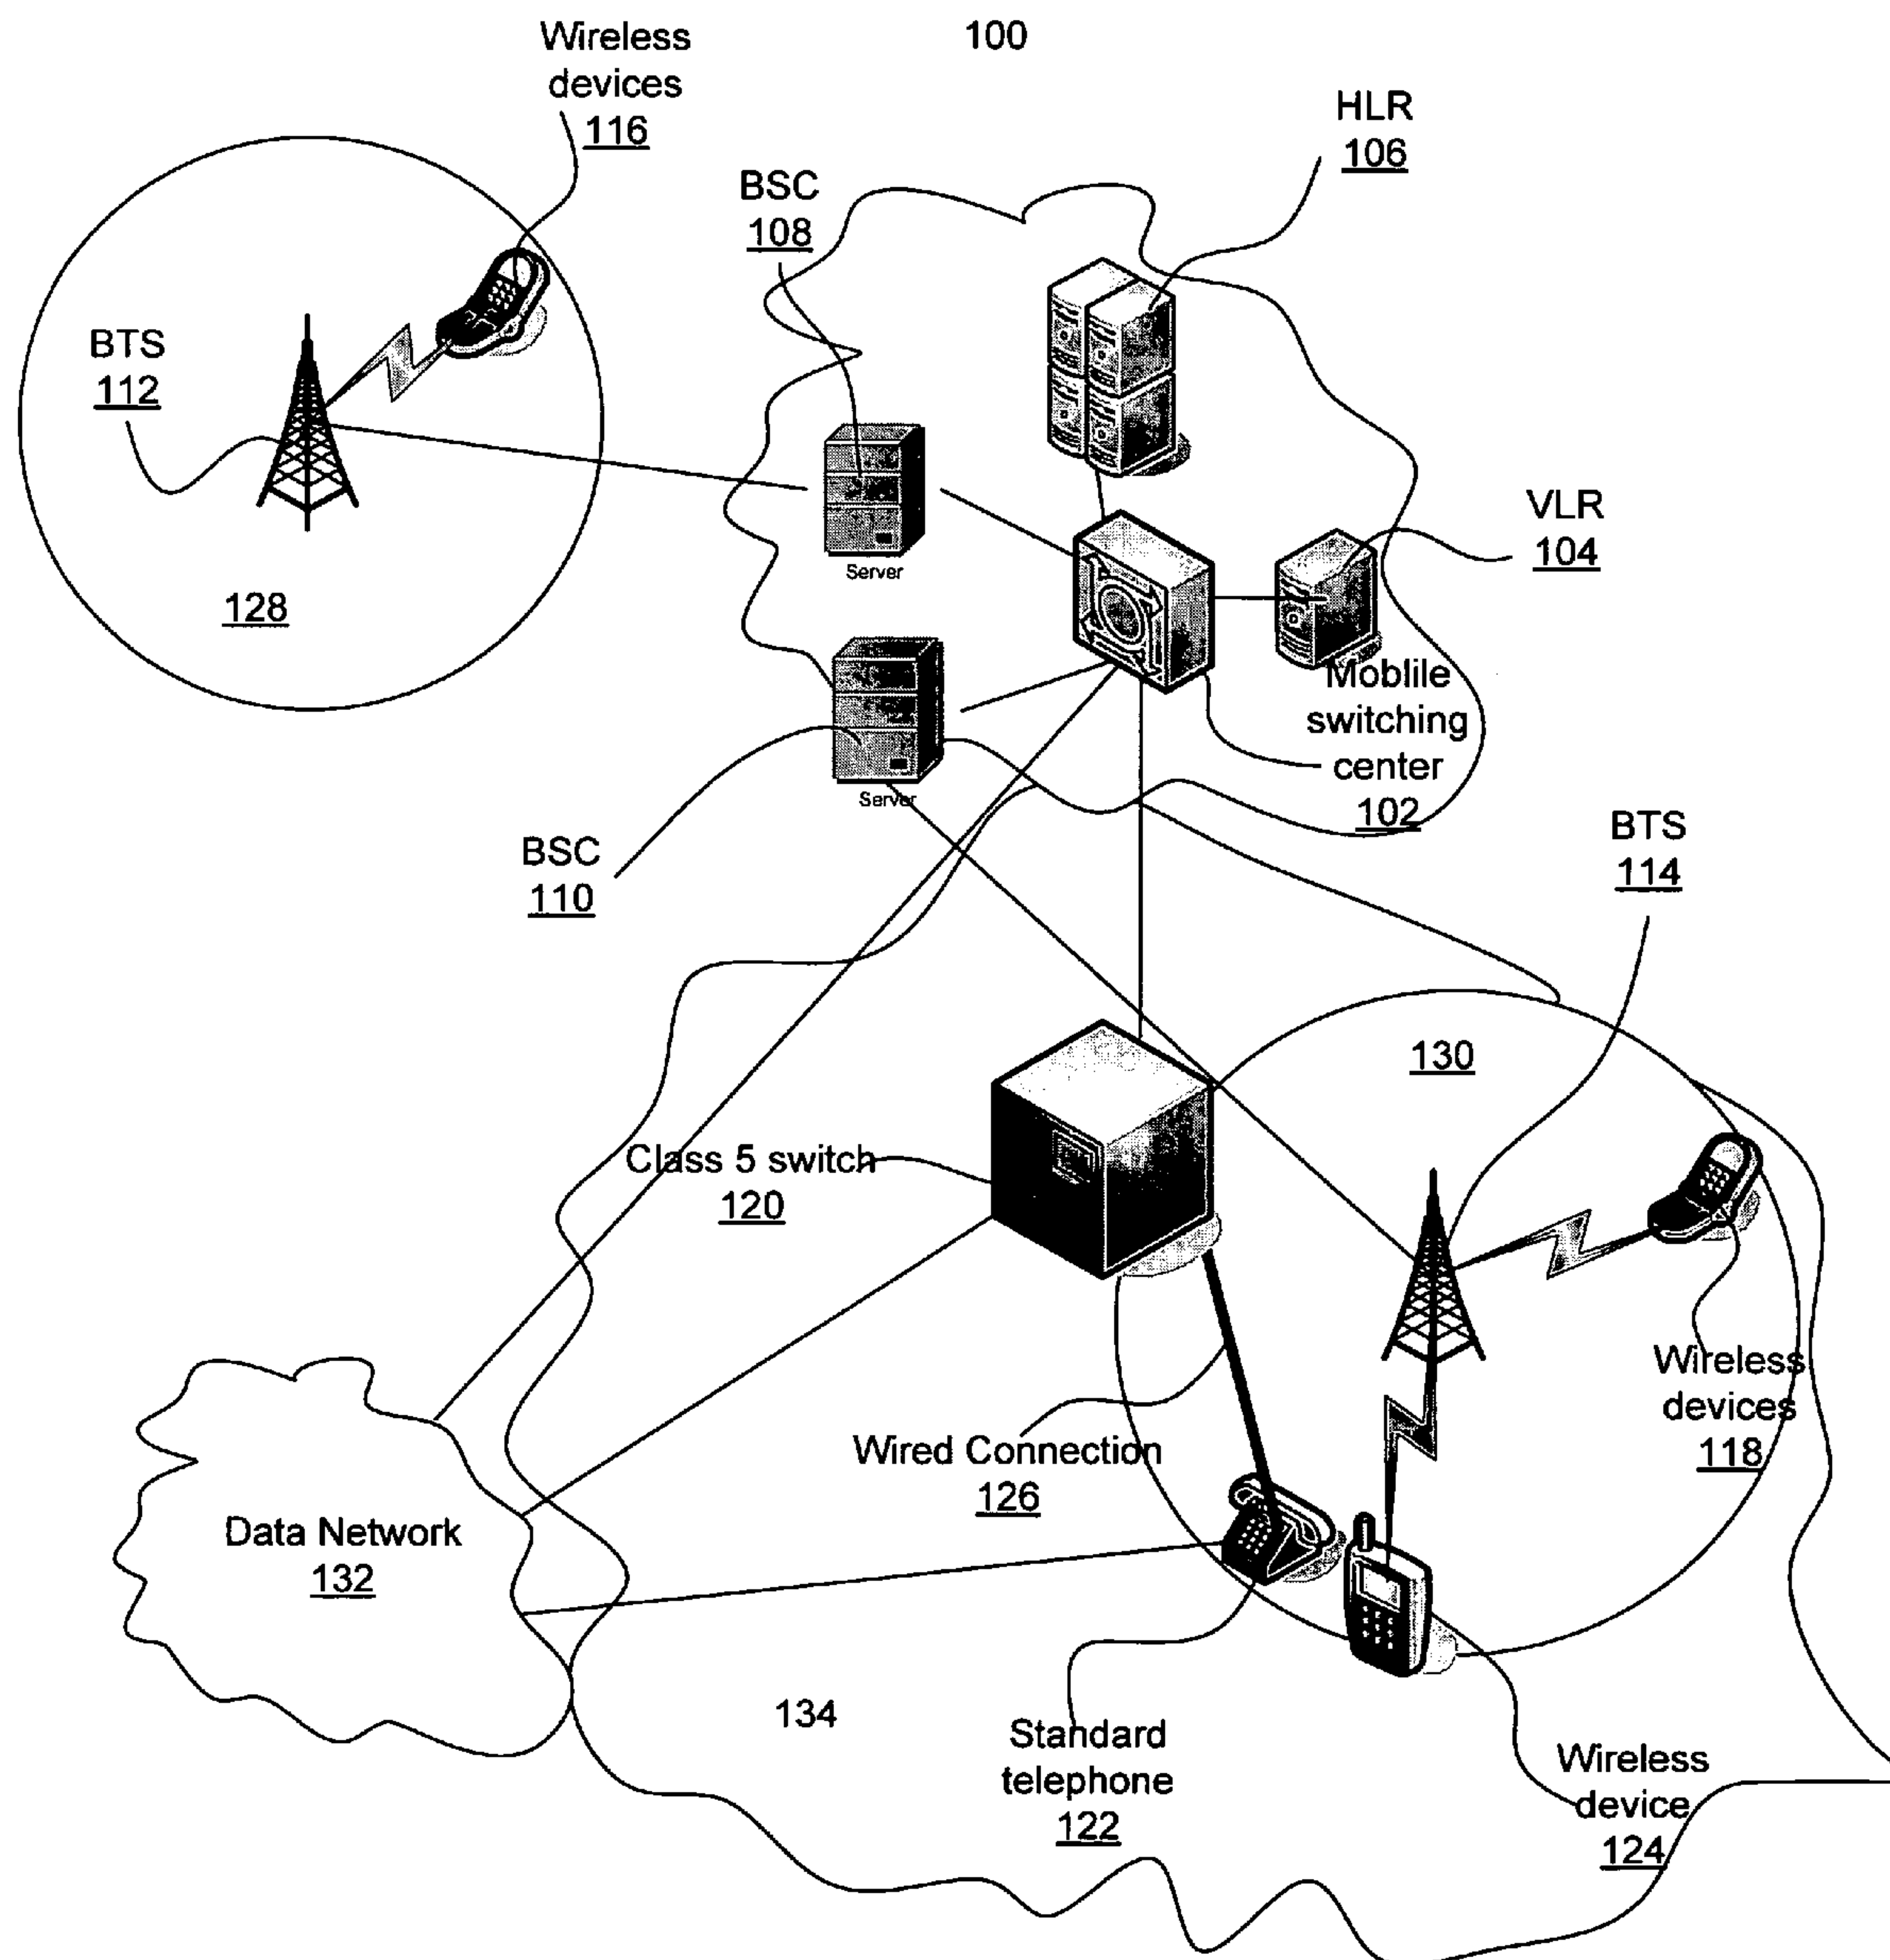 100
Wireless
devices
116
HLR
106
BSC
108
BTS
112
VLR
104
Server
128
Moblile
switching
center
102
Server
BSC
110
BTS
114
130
Class 5 switch
120
Wireless
devices
118
Wired Connection
126
Data Network
132
134
Standard
telephone
122
Wireless
device
124